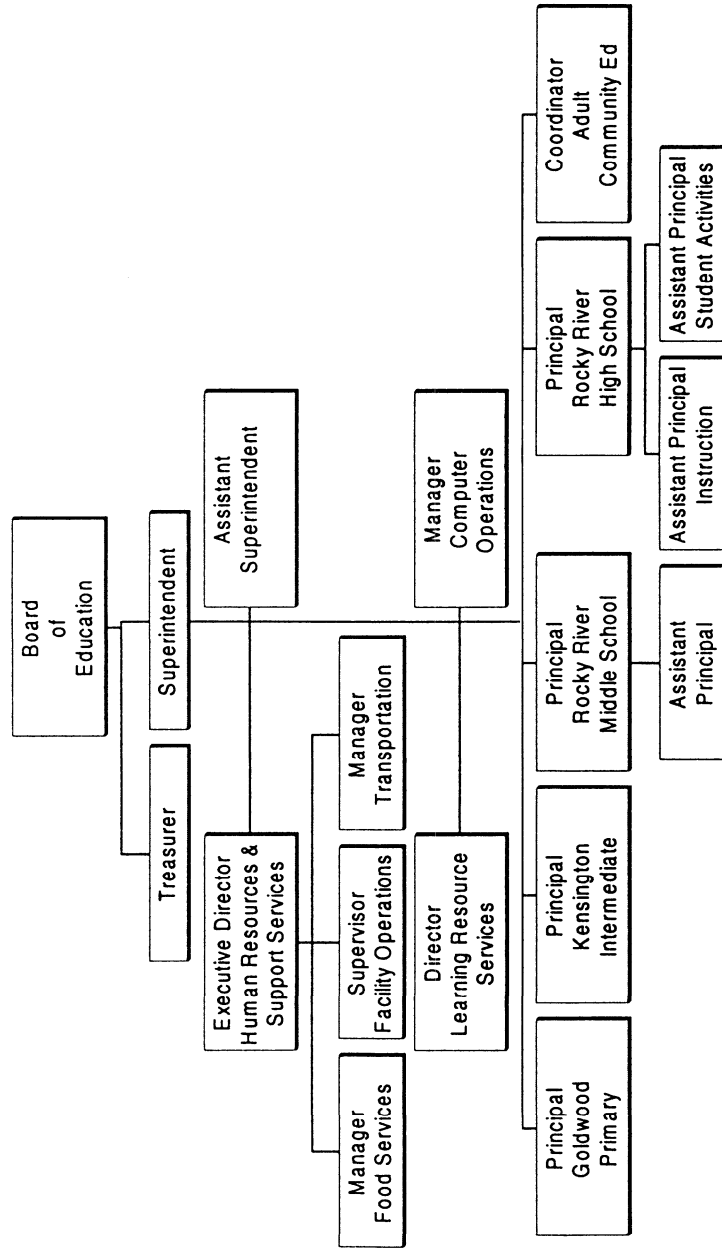 Board
of
Education
Treasurer
Superintendent
Executive Director
Human Resources &
Support Services
Assistant
Superintendent
Manager
Food Services
Supervisor
Facility Operations
Manager
Transportation
Director
Learning Resource
Services
Manager
Computer
Operations
Principal
Goldwood
Primary
Principal
Kensington
Intermediate
Principal
Rocky River
Middle School
Principal
Rocky River
High School
Coordinator
Adult
Community Ed
Assistant
Principal
Assistant Principal
Instruction
Assistant Principal
Student Activities